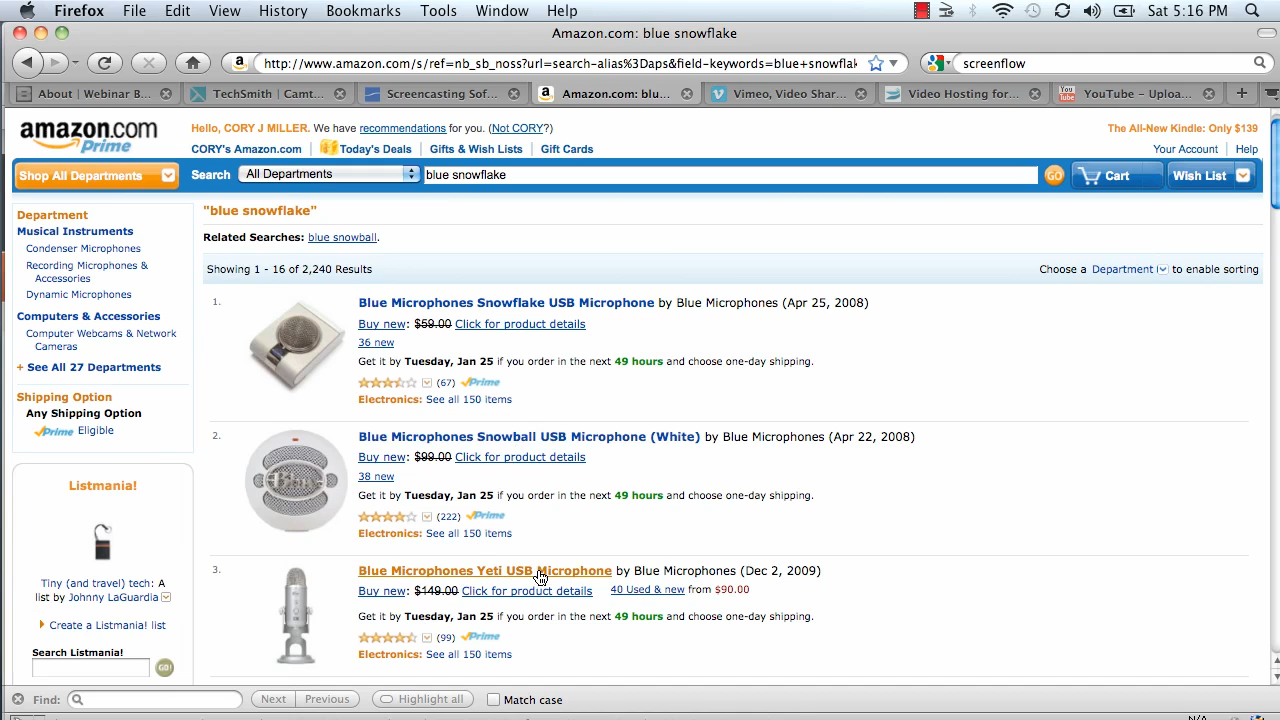 Firefox File Edit View History Bookmarks Tools Window Help Sat 5:16 PM
Amazon.com: blue snowflake
http://www.amazon.com/s/ref=nb_sb_noss?url=search-alias%3Daps&field-keywords=blue+snowflak screenflow
About | Webinar B... TechSmith | Camt... Screencasting Sof... Amazon.com: blu... Vimeo, Video Shar... Video Hosting for... YouTube - Uploa...
amazon.com Prime
Hello, CORY J MILLER. We have recommendations for you. (Not CORY?) The All-New Kindle: Only $139
CORY's Amazon.com Today's Deals Gifts & Wish Lists Gift Cards Your Account | Help
Shop All Departments Search All Departments blue snowflake GO Cart Wish List
Department
Musical Instruments
Condenser Microphones
Recording Microphones &
Accessories
Dynamic Microphones
Computers & Accessories
Computer Webcams & Network
Cameras
+ See All 27 Departments
Shipping Option
Any Shipping Option
Prime Eligible
Listmania!
Tiny (and travel) tech: A
list by Johnny LaGuardia
Create a Listmania! list
Search Listmania!
GO!
"blue snowflake"
Related Searches: blue snowball.
Showing 1 - 16 of 2,240 Results Choose a Department to enable sorting
1. Blue Microphones Snowflake USB Microphone by Blue Microphones (Apr 25, 2008)
Buy new: $59.00 Click for product details
36 new
Get it by Tuesday, Jan 25 if you order in the next 49 hours and choose one-day shipping.
(67) Prime
Electronics: See all 150 items
2. Blue Microphones Snowball USB Microphone (White) by Blue Microphones (Apr 22, 2008)
Buy new: $99.00 Click for product details
38 new
Get it by Tuesday, Jan 25 if you order in the next 49 hours and choose one-day shipping.
(222) Prime
Electronics: See all 150 items
3. Blue Microphones Yeti USB Microphone by Blue Microphones (Dec 2, 2009)
Buy new: $149.00 Click for product details 40 Used & new from $90.00
Get it by Tuesday, Jan 25 if you order in the next 49 hours and choose one-day shipping.
(99) Prime
Electronics: See all 150 items
Find: Next Previous Highlight all Match case